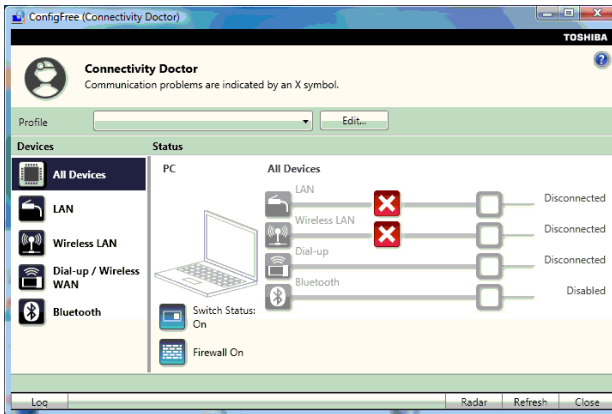 ConfigFree (Connectivity Doctor)
TOSHIBA
Connectivity Doctor
Communication problems are indicated by an X symbol.
Profile
Edit...
Devices
Status
All Devices
LAN
Wireless LAN
Dial-up / Wireless
WAN
Bluetooth
PC
Switch Status:
On
Firewall On
All Devices
LAN
Disconnected
Wireless LAN
Disconnected
Dial-up
Disconnected
Bluetooth
Disabled
Log
Radar
Refresh
Close